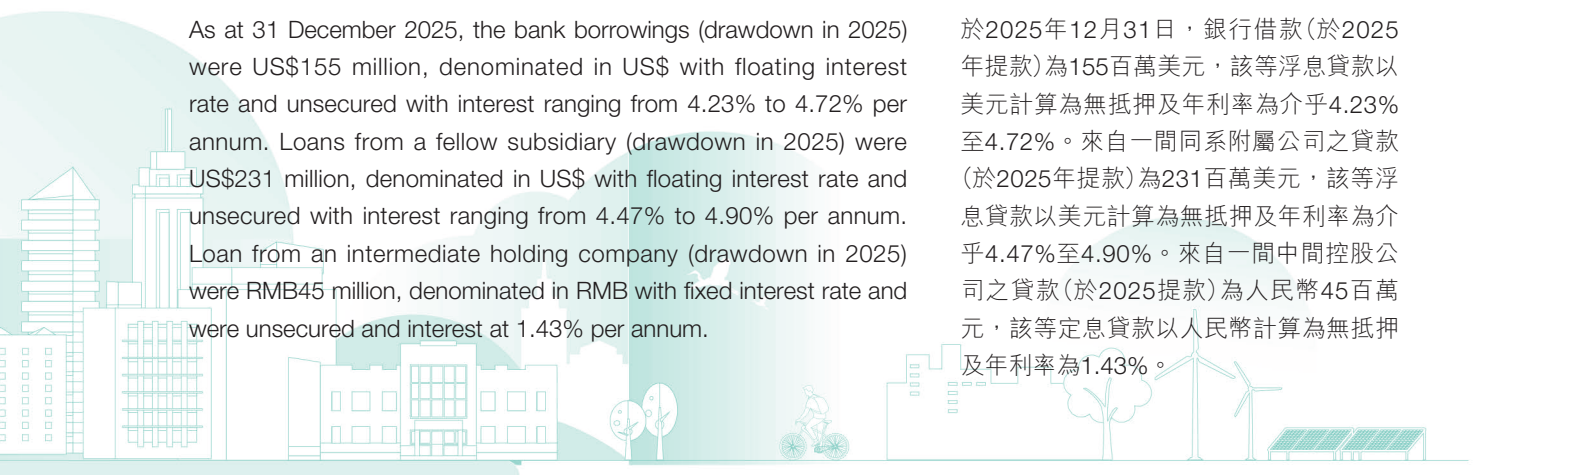 As at 31 December 2025, the bank borrowings (drawdown in 2025)
were US$155 million, denominated in US$ with floating interest
rate and unsecured with interest ranging from 4.23% to 4.72% per
annum. Loans from a fellow subsidiary (drawdown in 2025) were
US$231 million, denominated in US$ with floating interest rate and
unsecured with interest ranging from 4.47% to 4.90% per annum.
Loan from an intermediate holding company (drawdown in 2025)
were RMB45 million, denominated in RMB with fixed interest rate and
were unsecured and interest at 1.43% per annum.
於2025年12月31日，銀行借款（於2025
年提款）為155百萬美元，該等浮息貸款以
美元計算為無抵押及年利率為介乎4.23%
至4.72%。來自一間同系附屬公司之貸款
（於2025年提款）為231百萬美元，該等浮
息貸款以美元計算為無抵押及年利率為介
乎4.47%至4.90%。來自一間中間控股公
司之貸款（於2025提款）為人民幣45百萬
元，該等定息貸款以人民幣計算為無抵押
及年利率為1.43%。